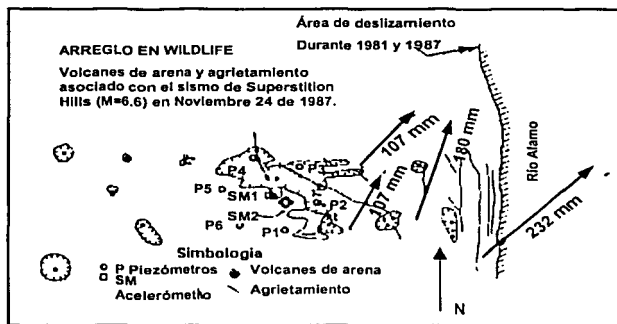 Área de deslizamiento
Durante 1981 y 1987
ARREGLO EN WILDLIFE
Volcanes de arena y agrietamiento
asociado con el sismo de Superstition
Hills (M=6.6) en Noviembre 24 de 1987.
107 mm
180 mm
Río Alamo
P4
P3
P5
SM1
107 mm
P2
SM2
P6
P1
232 mm
Simbologia
P Piezómetros
Volcanes de arena
SM
Acelerómetro
Agrietamiento
N